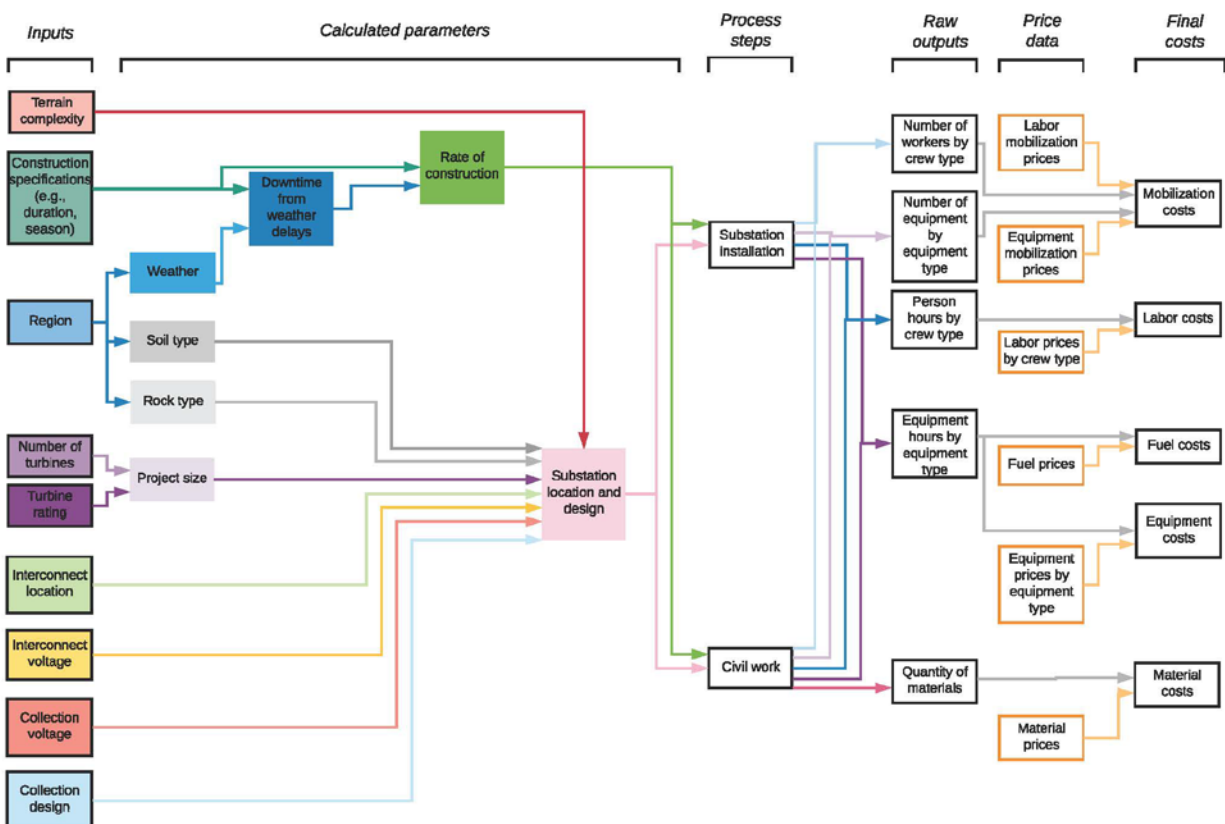 Inputs
Calculated parameters
Process
steps
Raw
outputs
Price
data
Final
costs
Terrain
complexity
Construction
specifications
(e.g.,
duration,
season)
Region
Number of
turbines
Turbine
rating
Interconnect
location
Interconnect
voltage
Collection
voltage
Collection
design
Weather
Soil type
Rock type
Project size
Downtime
from
weather
delays
Rate of
construction
Substation
location and
design
Substation
installation
Civil work
Number of
workers by
crew type
Number of
equipment
by
equipment
type
Person
hours by
crew type
Equipment
hours by
equipment
type
Quantity of
materials
Labor
mobilization
prices
Equipment
mobilization
prices
Labor prices
by crew type
Fuel prices
Equipment
prices by
equipment
type
Material
prices
Mobilization
costs
Labor costs
Fuel costs
Equipment
costs
Material
costs